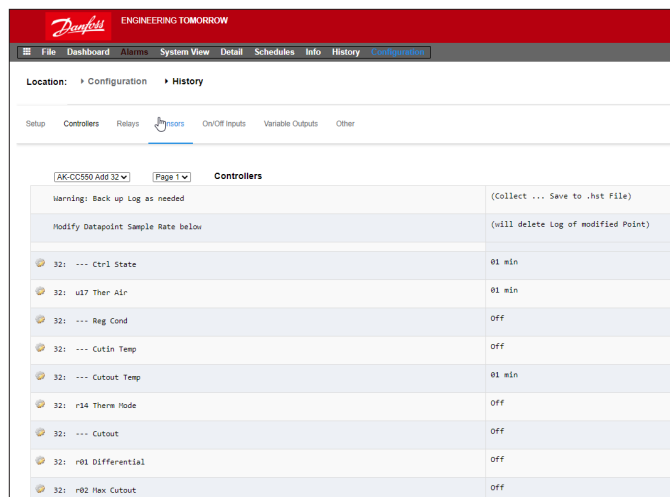 Danfoss ENGINEERING TOMORROW
File Dashboard Alarms System View Detail Schedules Info History Configuration
Location: Configuration History
Setup Controllers Relays On/Off Inputs Variable Outputs Other
AK-CC550 Add 32 Page 1 Controllers
Warning: Back up Log as needed (Collect ... Save to .hst File)
Modify Datapoint Sample Rate below (will delete Log of modified Point)
32: --- Ctrl State 01 min
32: u17 Ther Air 01 min
32: --- Reg Cond Off
32: --- Cutin Temp Off
32: --- Cutout Temp 01 min
32: r14 Therm Mode Off
32: --- Cutout Off
32: r01 Differential Off
32: r02 Max Cutout Off